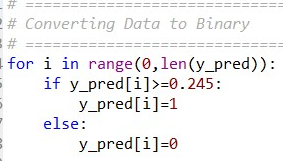 # ==============================
# Converting Data to Binary
# ==============================
for i in range(0,len(y_pred)):
    if y_pred[i]>=0.245:
        y_pred[i]=1
    else:
        y_pred[i]=0